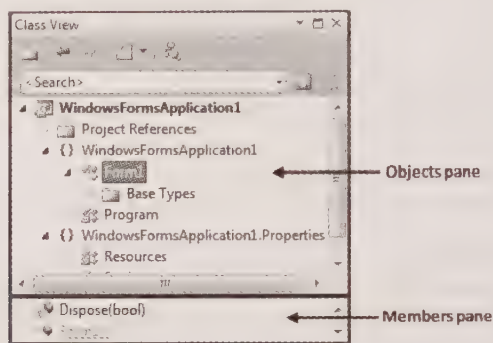 Class View
<Search>
WindowsFormsApplication1
Project References
{ } WindowsFormsApplication1
Form1
Base Types
Program
{ } WindowsFormsApplication1.Properties
Resources
Dispose(bool)
Objects pane
Members pane